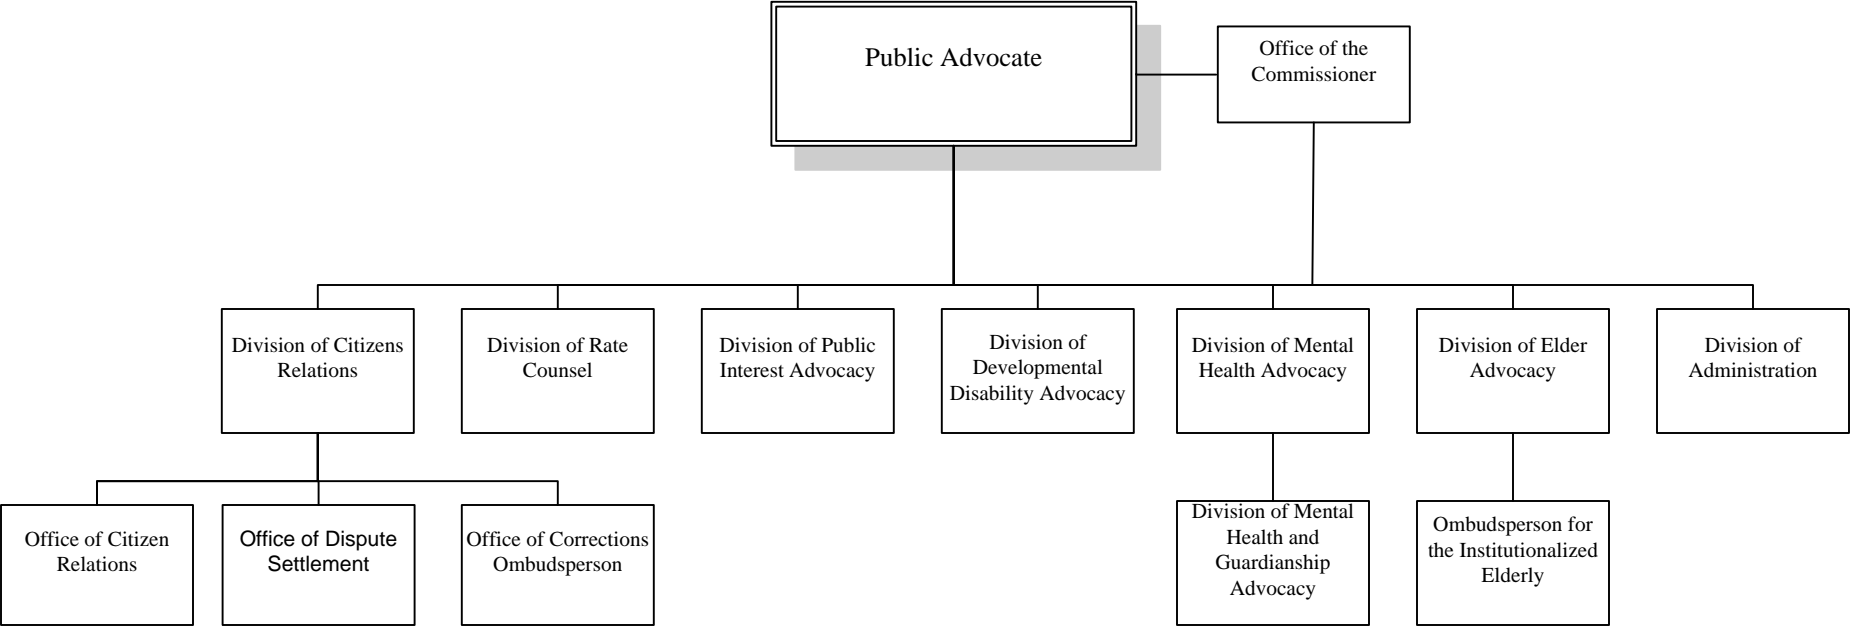 Public Advocate
Office of the
Commissioner
Division of Citizens
Relations
Division of Rate
Counsel
Division of Public
Interest Advocacy
Division of
Developmental
Disability Advocacy
Division of Mental
Health Advocacy
Division of Elder
Advocacy
Division of
Administration
Office of Citizen
Relations
Office of Dispute
Settlement
Office of Corrections
Ombudsperson
Division of Mental
Health and
Guardianship
Advocacy
Ombudsperson for
the Institutionalized
Elderly